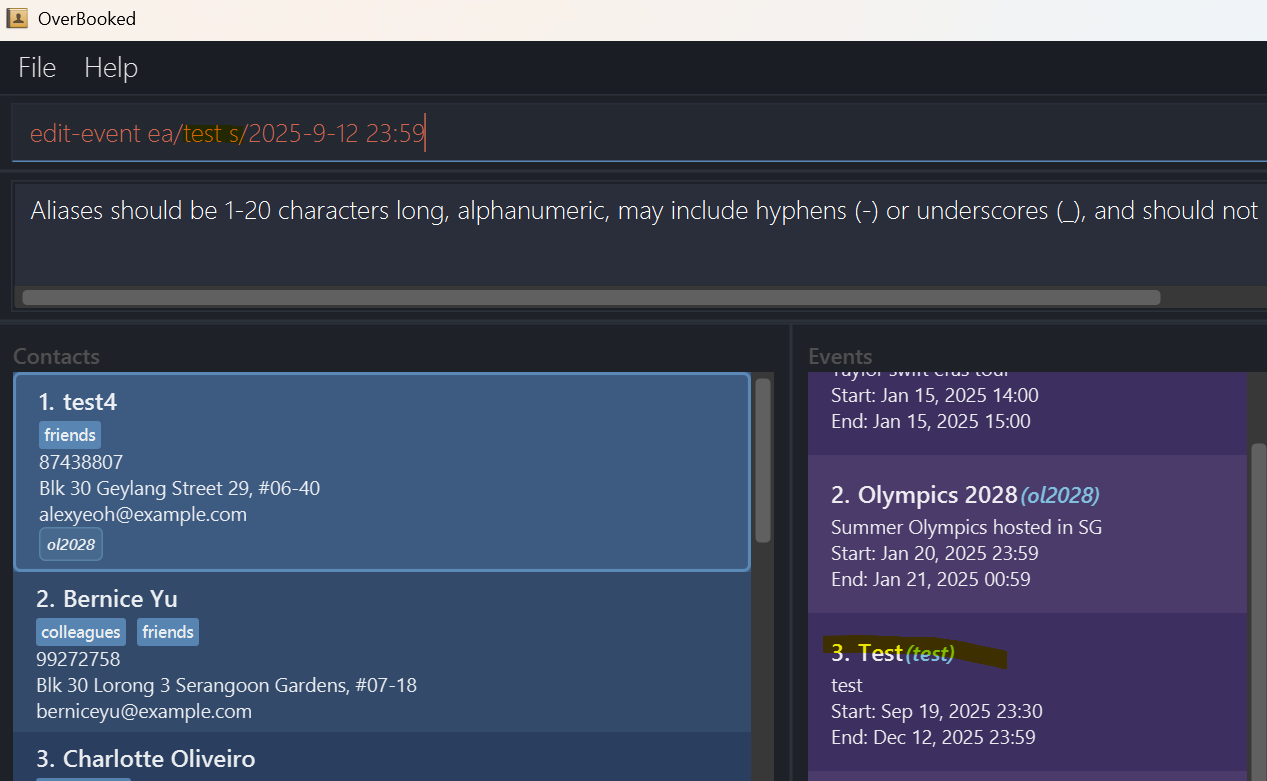 OverBooked
File Help
edit-event ea/test s/2025-9-12 23:59
Aliases should be 1-20 characters long, alphanumeric, may include hyphens (-) or underscores (_), and should not
Contacts
1. test4
friends
87438807
Blk 30 Geylang Street 29, #06-40
alexyeoh@example.com
ol2028
2. Bernice Yu
colleagues friends
99272758
Blk 30 Lorong 3 Serangoon Gardens, #07-18
berniceyu@example.com
3. Charlotte Oliveiro
Events
Taylor swift eras tour
Start: Jan 15, 2025 14:00
End: Jan 15, 2025 15:00
2. Olympics 2028 (ol2028)
Summer Olympics hosted in SG
Start: Jan 20, 2025 23:59
End: Jan 21, 2025 00:59
3. Test (test)
test
Start: Sep 19, 2025 23:30
End: Dec 12, 2025 23:59